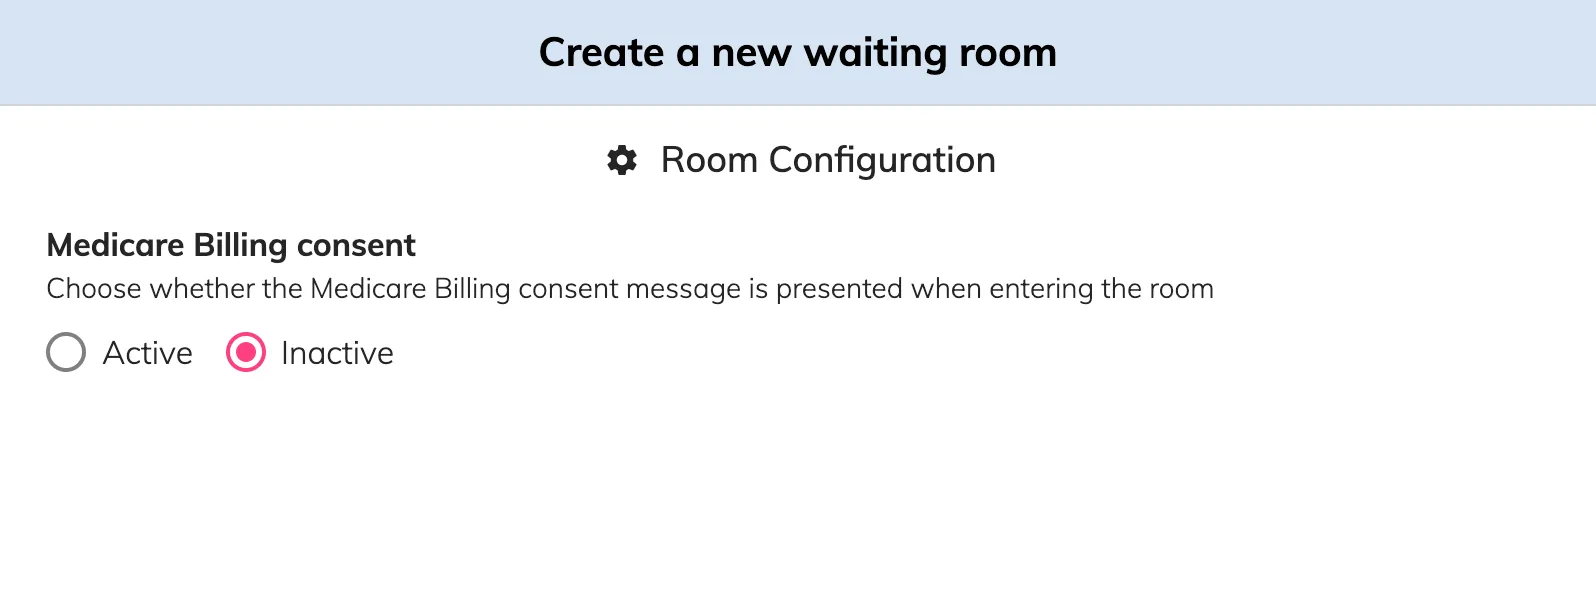 Create a new waiting room
Room Configuration
Medicare Billing consent
Choose whether the Medicare Billing consent message is presented when entering the room
Active Inactive